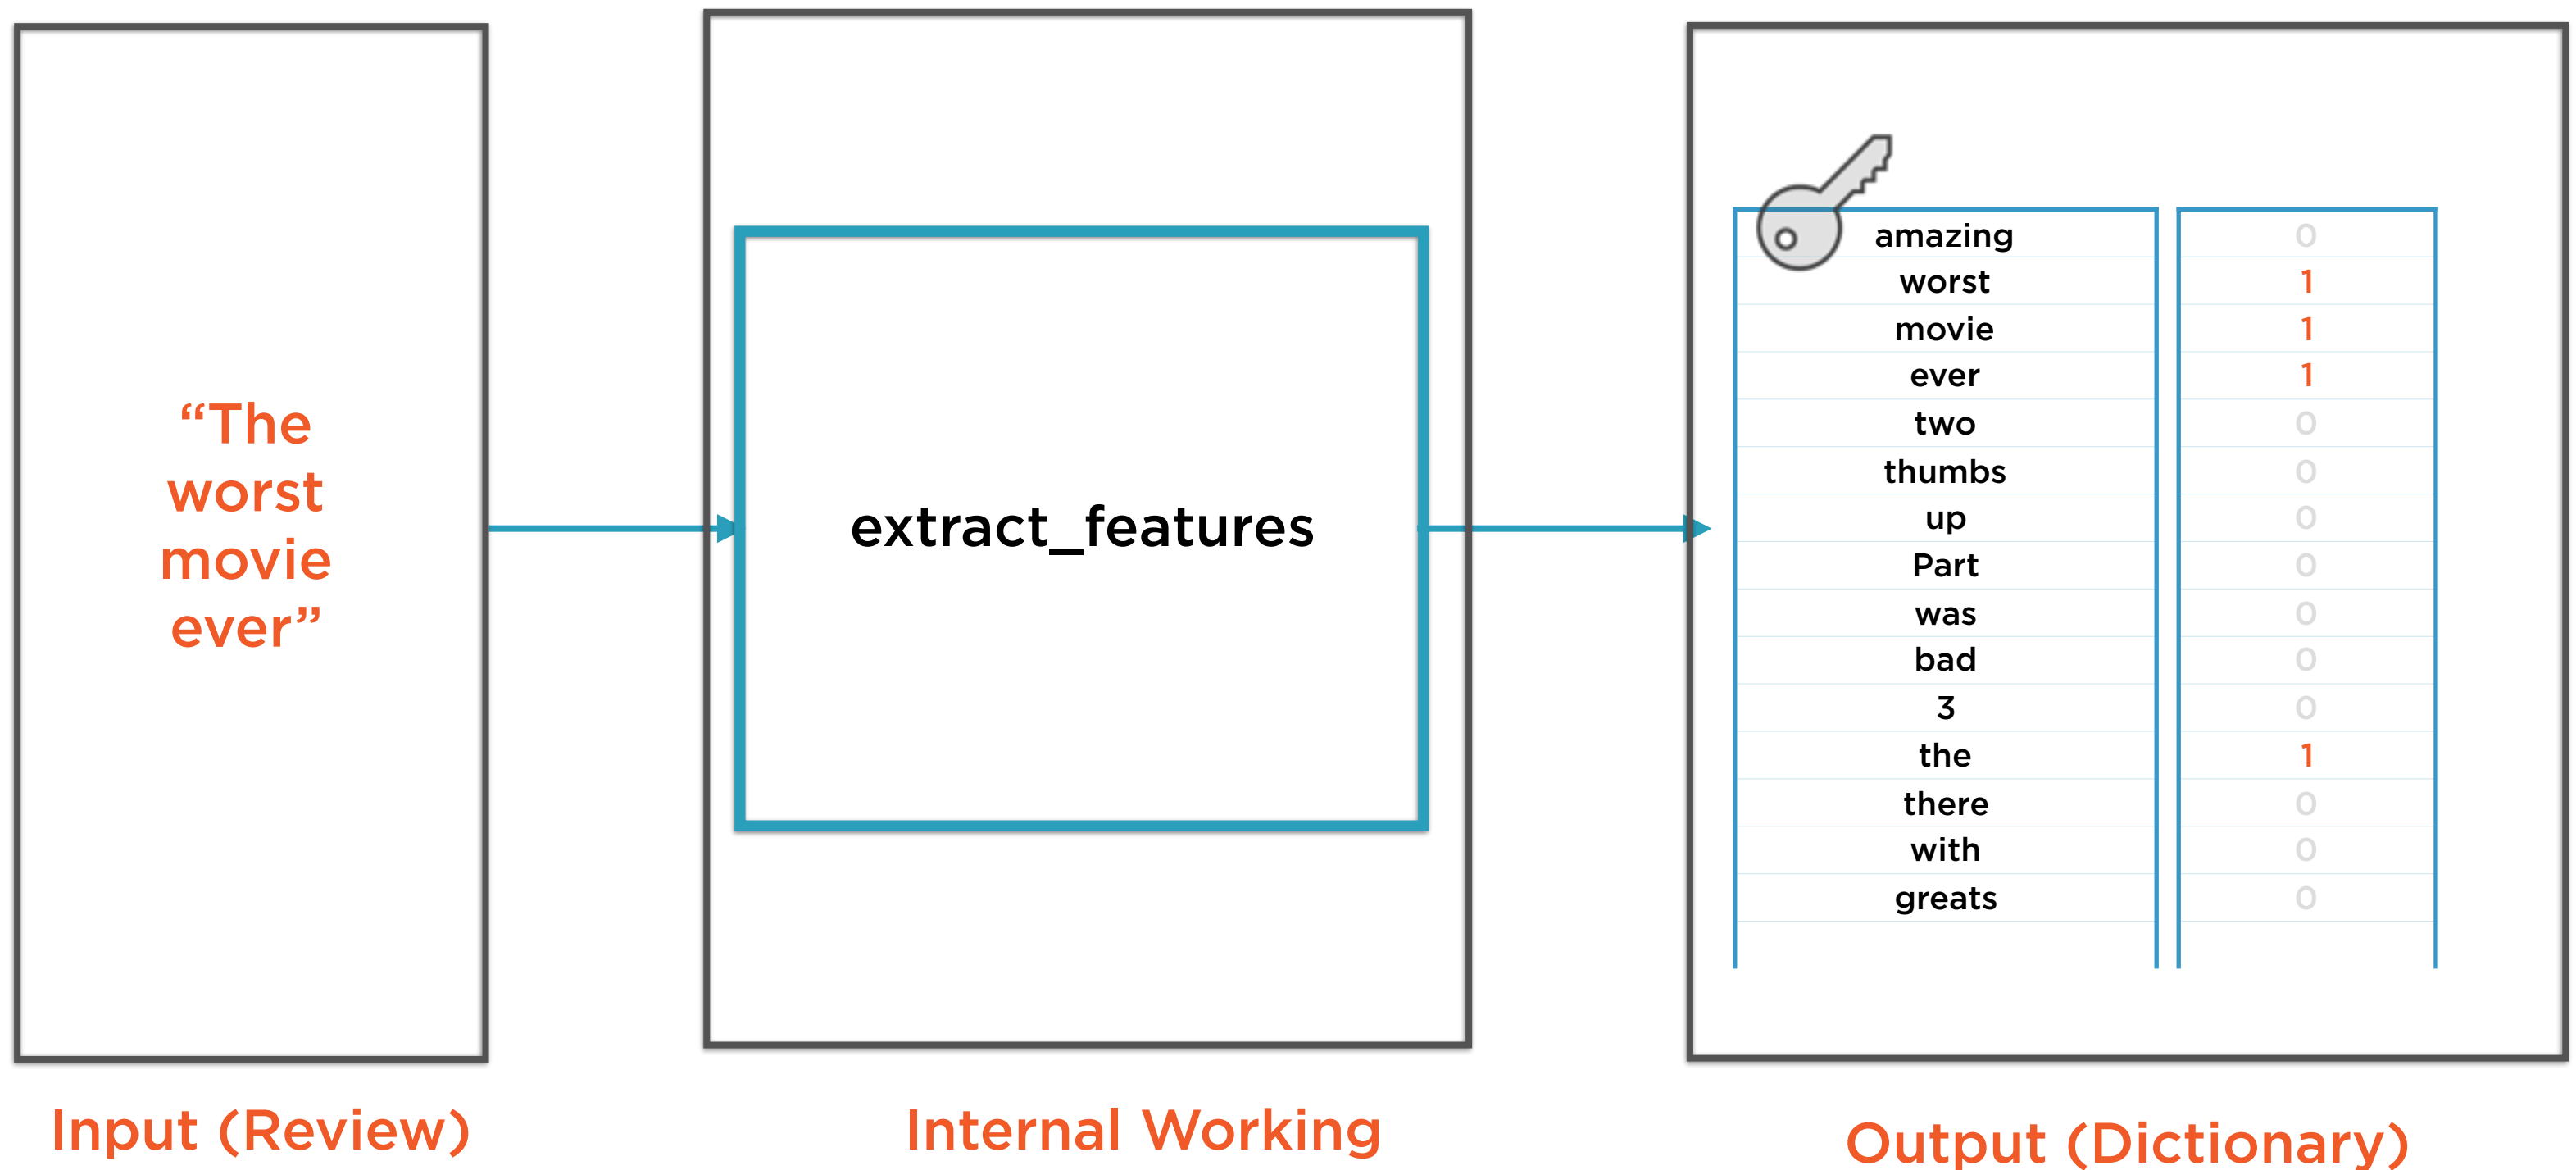 “The
worst
movie
ever”
extract_features
amazing 0
worst 1
movie 1
ever 1
two 0
thumbs 0
up 0
Part 0
was 0
bad 0
3 0
the 1
there 0
with 0
greats 0
Input (Review)
Internal Working
Output (Dictionary)